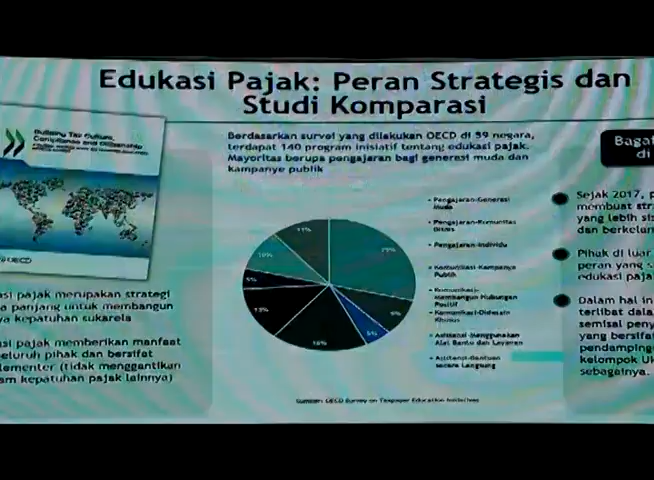 Edukasi Pajak: Peran Strategis dan
Studi Komparasi
Building Tax Culture,
Compliance and Citizenship
OECD
asi pajak merupakan strategi
a panjang untuk membangun
a kepatuhan sukarela
asi pajak memberikan manfaat
eluruh pihak dan bersifat
lementer (tidak menggantikan
am kepatuhan pajak lainnya)
Berdasarkan survei yang dilakukan OECD di 59 negara,
terdapat 140 program inisiatif tentang edukasi pajak.
Mayoritas berupa pengajaran bagi generasi muda dan
kampanye publik
11%
10%
5%
13%
16%
5%
Pengajaran-Generasi
Muda
Pengajaran-Komunitas
Bisnis
Pengajaran-Individu
Komunikasi-Kampanye
Publik
Komunikasi-
Membangun Hubungan
Positif
Komunikasi-Didesain
Khusus
Asistensi-Menggunakan
Alat Bantu dan Layanan
Asistensi-Bantuan
secara Langsung
Sumber: OECD Survey on Taxpayer Education Initiatives
Bagai
di
Sejak 2017, p
membuat str
yang lebih sis
dan berkelun
Pihak di luar
peran yang s
edukasi paja
Dalam hal in
terlibat dala
semisal peny
yang bersifa
pendamping
kelompok UK
sebagainya.